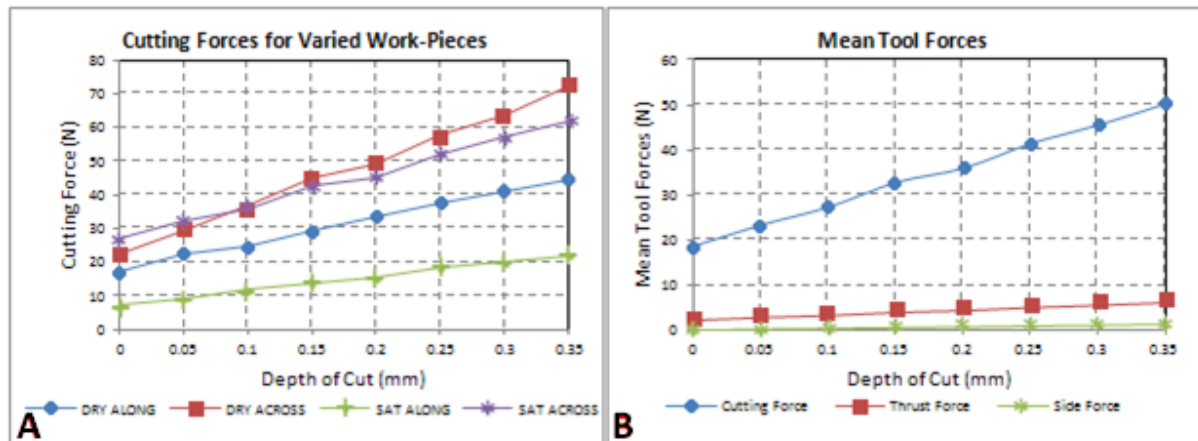 Cutting Forces for Varied Work-Pieces
Cutting Force (N)
80
70
60
50
40
30
20
10
0
0 0.05 0.1 0.15 0.2 0.25 0.3 0.35
Depth of Cut (mm)
DRY ALONG DRY ACROSS SAT ALONG SAT ACROSS
A
Mean Tool Forces
Mean Tool Forces (N)
60
50
40
30
20
10
0
0 0.05 0.1 0.15 0.2 0.25 0.3 0.35
Depth of Cut (mm)
Cutting Force Thrust Force Side Force
B